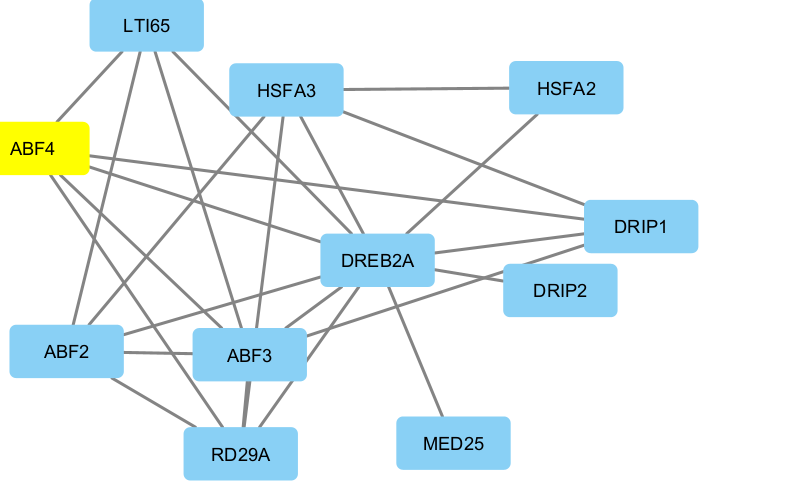 LTI65
HSFA3
HSFA2
ABF4
DRIP1
DREB2A
DRIP2
ABF2
ABF3
MED25
RD29A